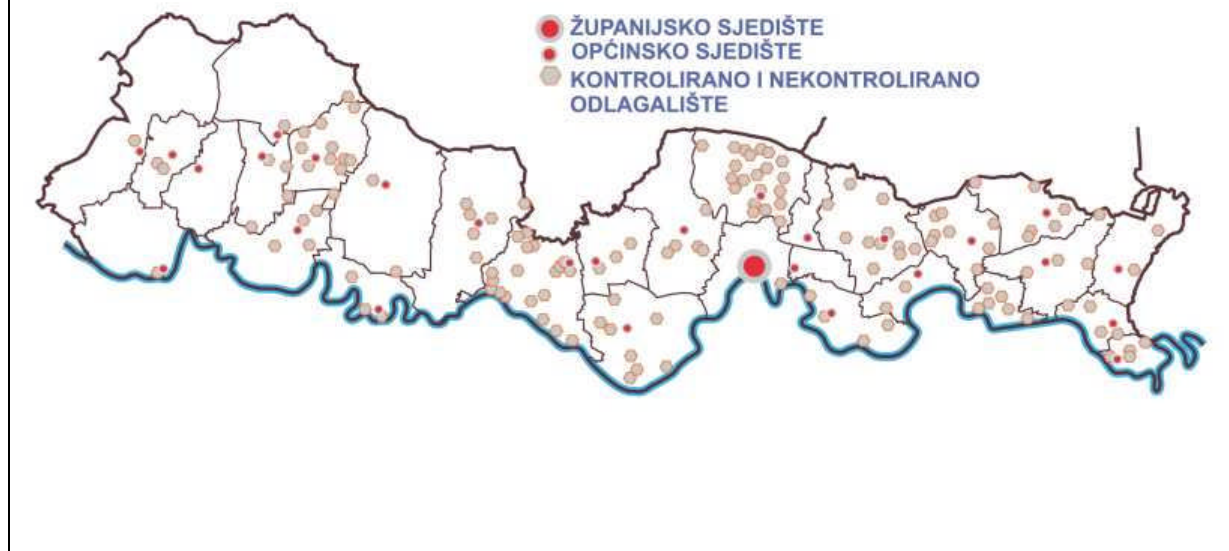 ŽUPANIJSKO SJEDIŠTE
OPĆINSKO SJEDIŠTE
KONTROLIRANO I NEKONTROLIRANO
ODLAGALIŠTE